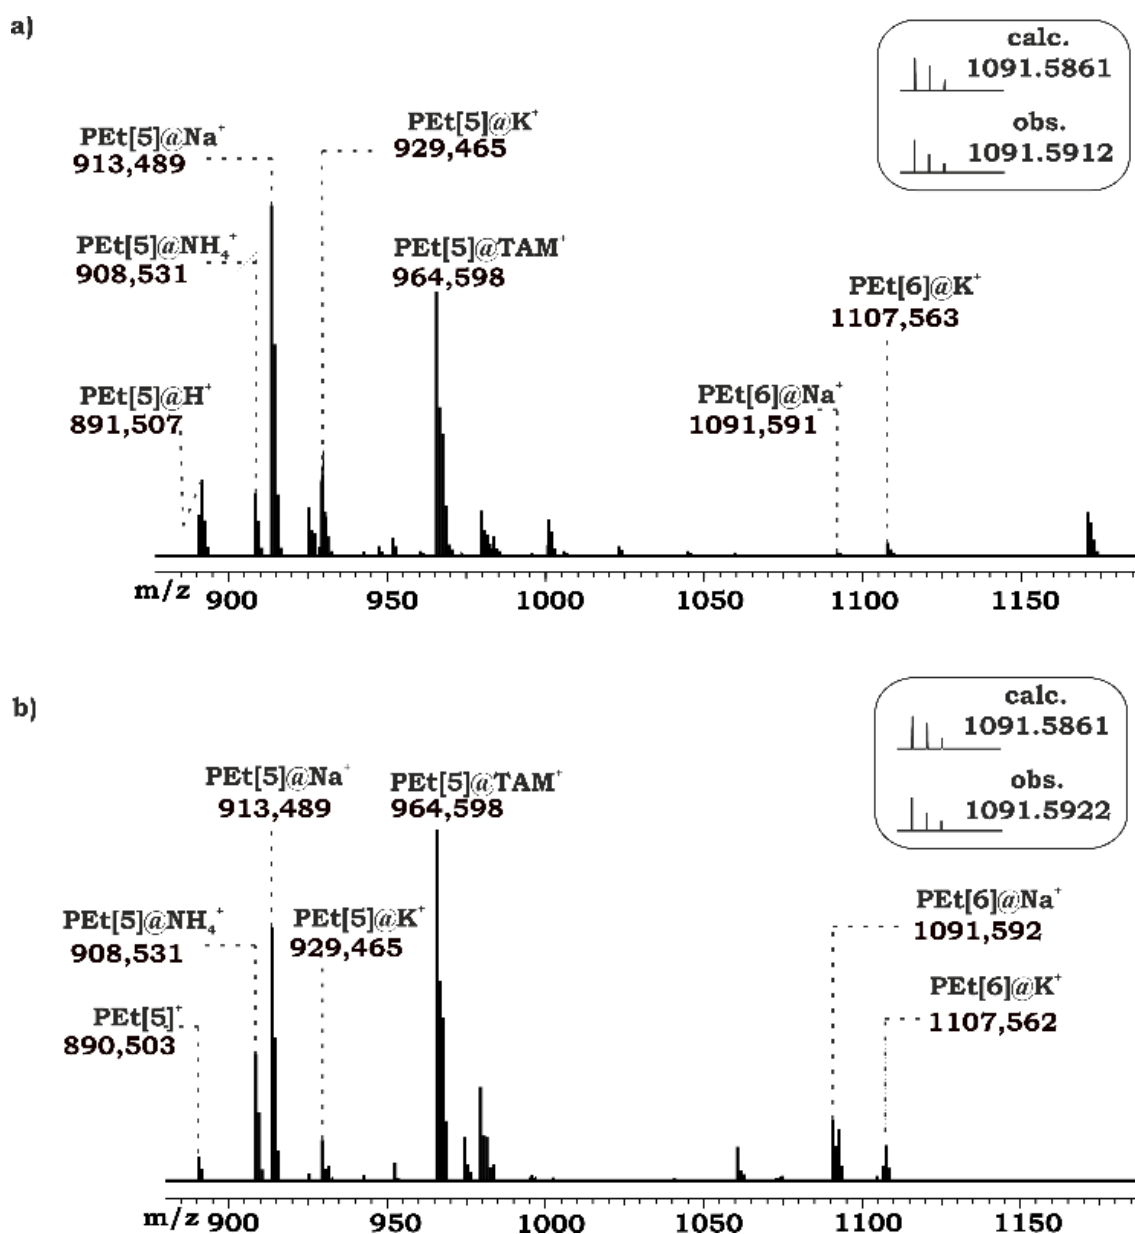 a)
calc.
1091.5861
obs.
1091.5912
PEt[5]@Na⁺
913,489
PEt[5]@K⁺
929,465
PEt[5]@NH₄⁺
908,531
PEt[5]@TAM⁺
964,598
PEt[6]@K⁺
1107,563
PEt[5]@H⁺
891,507
PEt[6]@Na⁺
1091,591
m/z 900 950 1000 1050 1100 1150
b)
calc.
1091.5861
obs.
1091.5922
PEt[5]@Na⁺
913,489
PEt[5]@TAM⁺
964,598
PEt[5]@NH₄⁺
908,531
PEt[5]@K⁺
929,465
PEt[6]@Na⁺
1091,592
PEt[5]⁺
890,503
PEt[6]@K⁺
1107,562
m/z 900 950 1000 1050 1100 1150